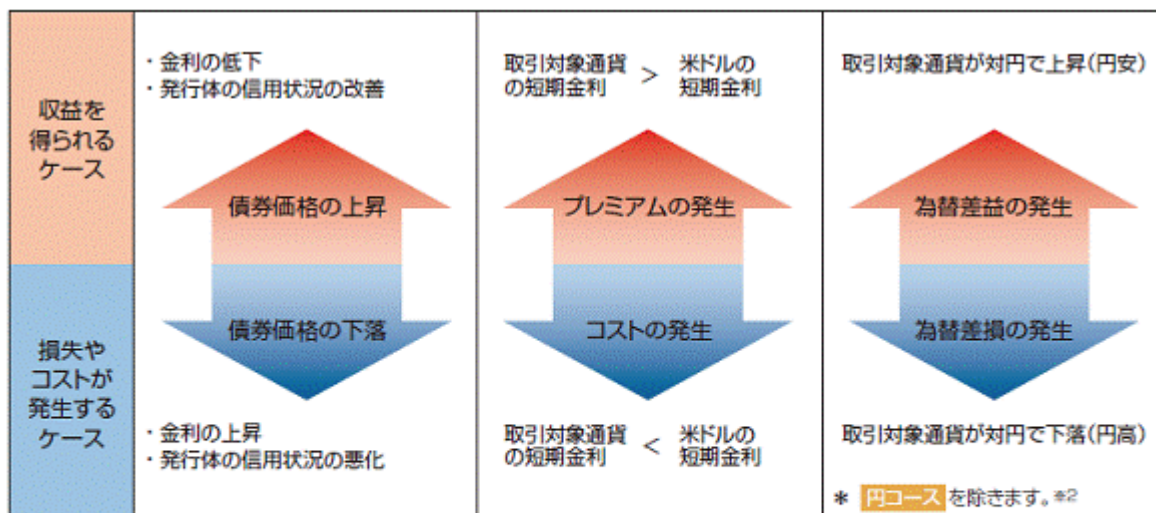 収益を
得られる
ケース
・金利の低下
・発行体の信用状況の改善
債券価格の上昇
取引対象通貨
の短期金利
>
米ドルの
短期金利
プレミアムの発生
取引対象通貨が対円で上昇(円安)
為替差益の発生
損失や
コストが
発生する
ケース
債券価格の下落
・金利の上昇
・発行体の信用状況の悪化
コストの発生
取引対象通貨
の短期金利
<
米ドルの
短期金利
為替差損の発生
取引対象通貨が対円で下落(円高)
* 円コース を除きます。※2